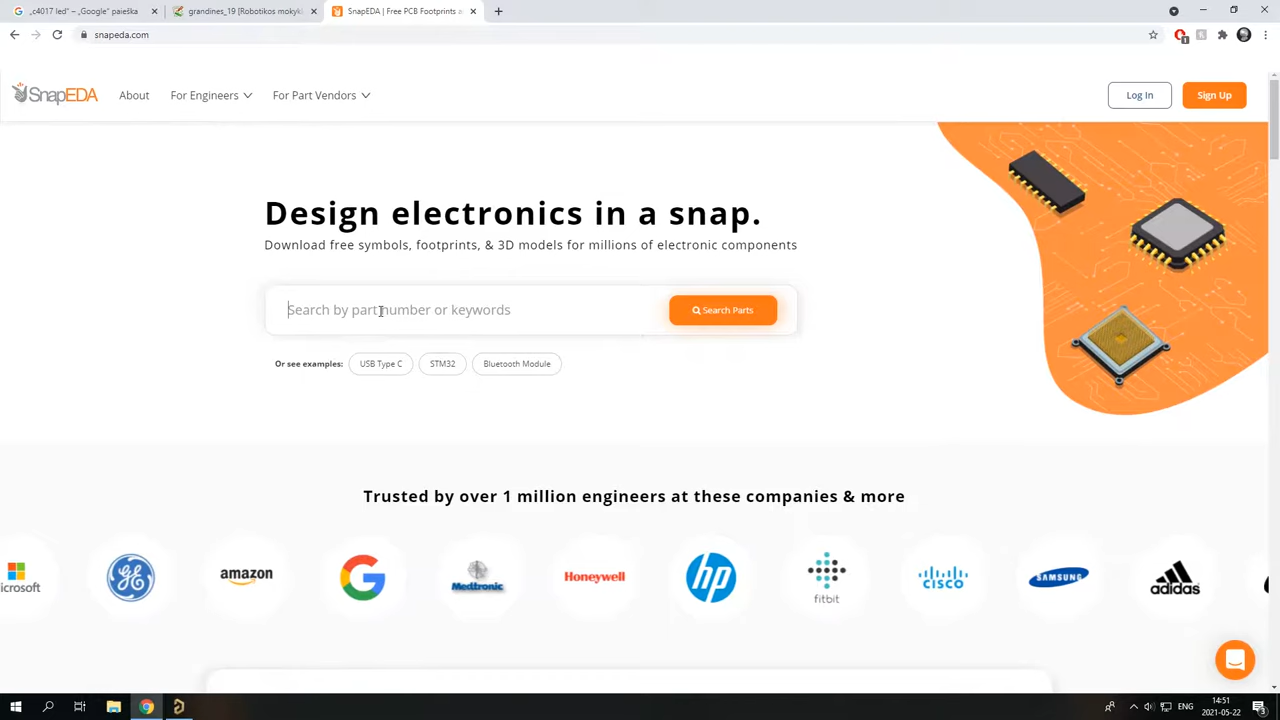 „c4017 led“ – „Google“ paieška
grandines_19 [Robotikos mokykl
SnapEDA | Free PCB Footprints a
snapeda.com
1
SnapEDA
About
For Engineers
For Part Vendors
Log In
Sign Up
Design electronics in a snap.
Download free symbols, footprints, & 3D models for millions of electronic components
Search by part number or keywords
Search Parts
Or see examples:
USB Type C
STM32
Bluetooth Module
Trusted by over 1 million engineers at these companies & more
icrosoft
GE
amazon
Medtronic
Honeywell
hp
fitbit
CISCO
SAMSUNG
adidas
ENG
14:51
2021-05-22
3